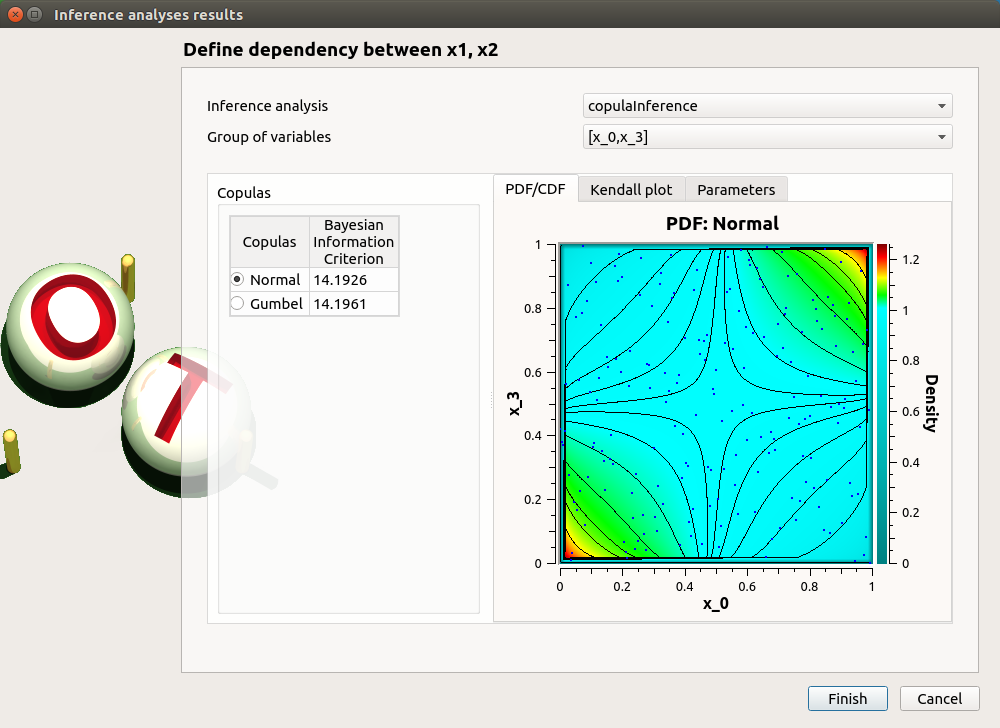 Inference analyses results
Define dependency between x1, x2
Inference analysis
copulaInference
Group of variables
[x_0,x_3]
Copulas
PDF/CDF
Kendall plot
Parameters
Copulas
Bayesian
Information
Criterion
Normal
14.1926
Gumbel
14.1961
PDF: Normal
1
0.8
0.6
0.4
0.2
0
x_3
0
0.2
0.4
0.6
0.8
1
x_0
1.2
1
0.8
0.6
0.4
0.2
0
Density
O
T
Finish
Cancel